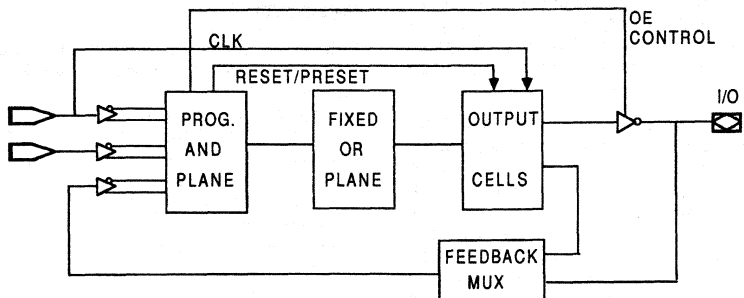 OE
CONTROL
CLK
RESET/PRESET
I/O
PROG.
AND
PLANE
FIXED
OR
PLANE
OUTPUT
CELLS
FEEDBACK
MUX